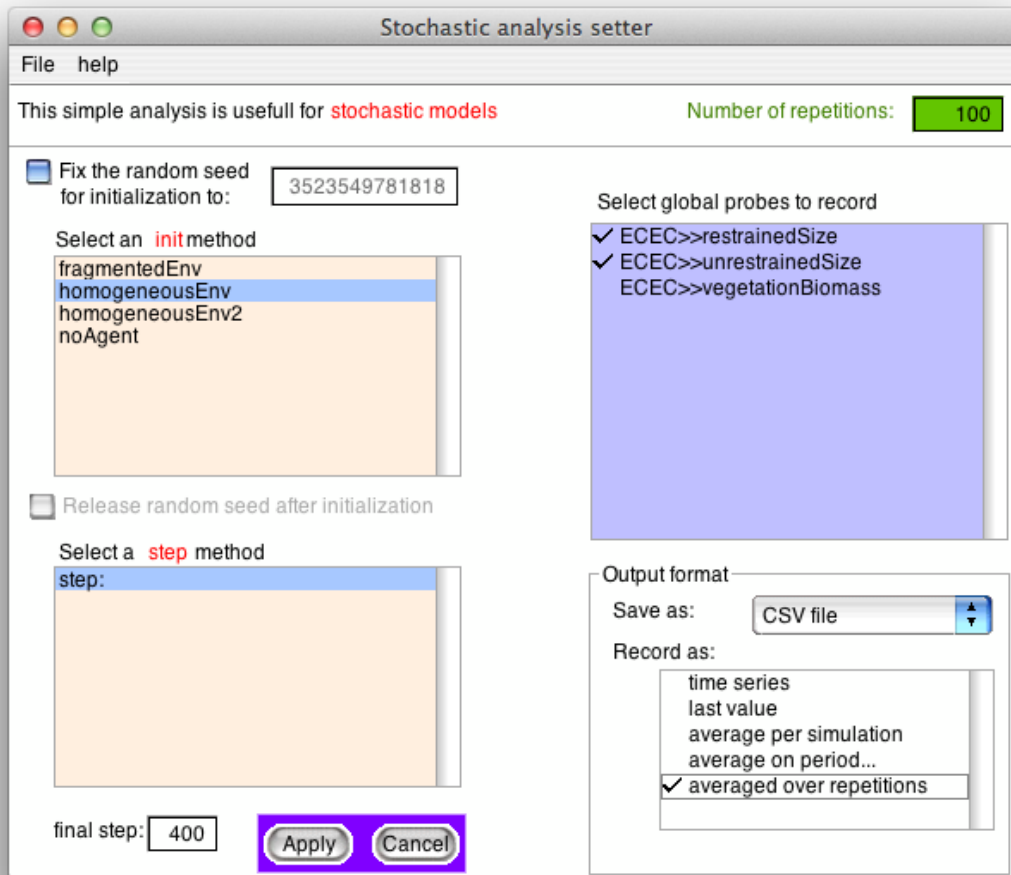 Stochastic analysis setter
File help
This simple analysis is usefull for stochastic models
Number of repetitions: 100
Fix the random seed
for initialization to:
3523549781818
Select an init method
fragmentedEnv
homogeneousEnv
homogeneousEnv2
noAgent
Release random seed after initialization
Select a step method
step:
final step: 400
Apply
Cancel
Select global probes to record
ECEC>>restrainedSize
ECEC>>unrestrainedSize
ECEC>>vegetationBiomass
Output format
Save as: CSV file
Record as:
time series
last value
average per simulation
average on period...
averaged over repetitions